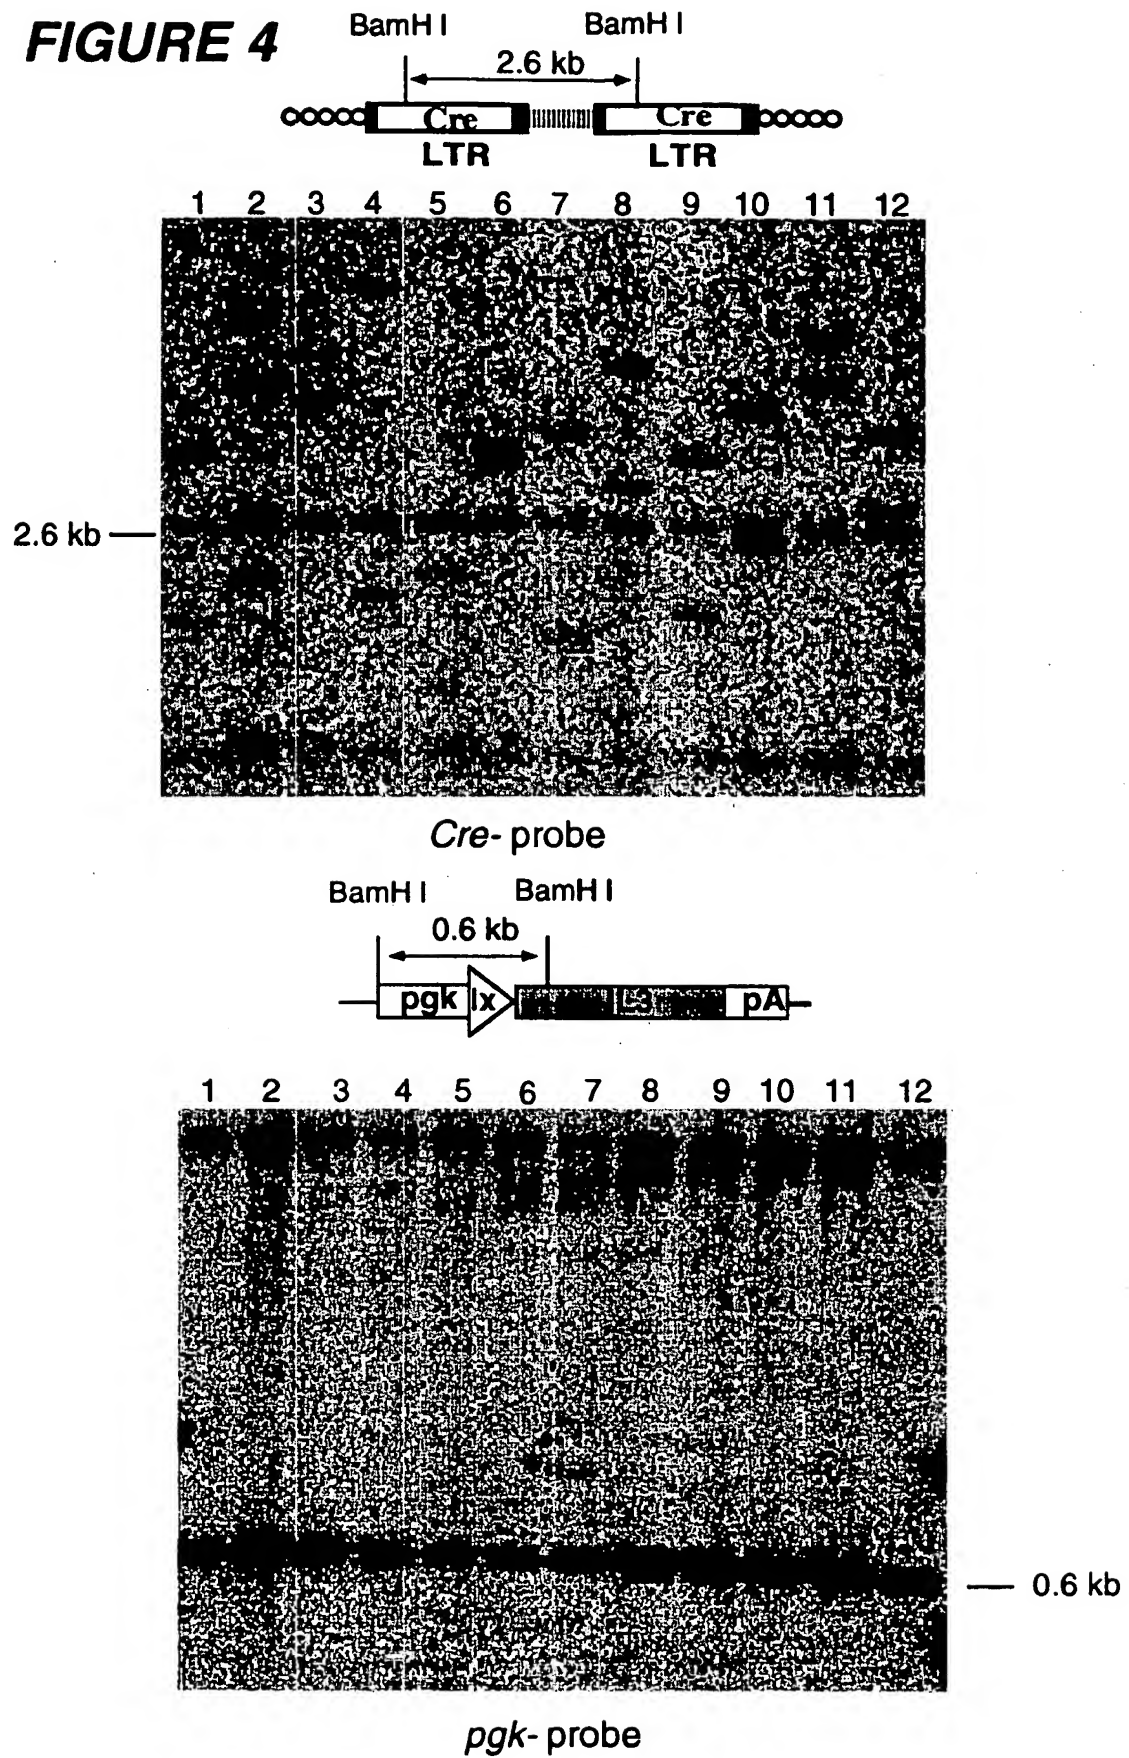 FIGURE 4
BamH I BamH I
2.6 kb
Cre Cre
LTR LTR
1 2 3 4 5 6 7 8 9 10 11 12
2.6 kb
Cre- probe
BamH I BamH I
0.6 kb
pgk lx L3 pA
1 2 3 4 5 6 7 8 9 10 11 12
0.6 kb
pgk- probe